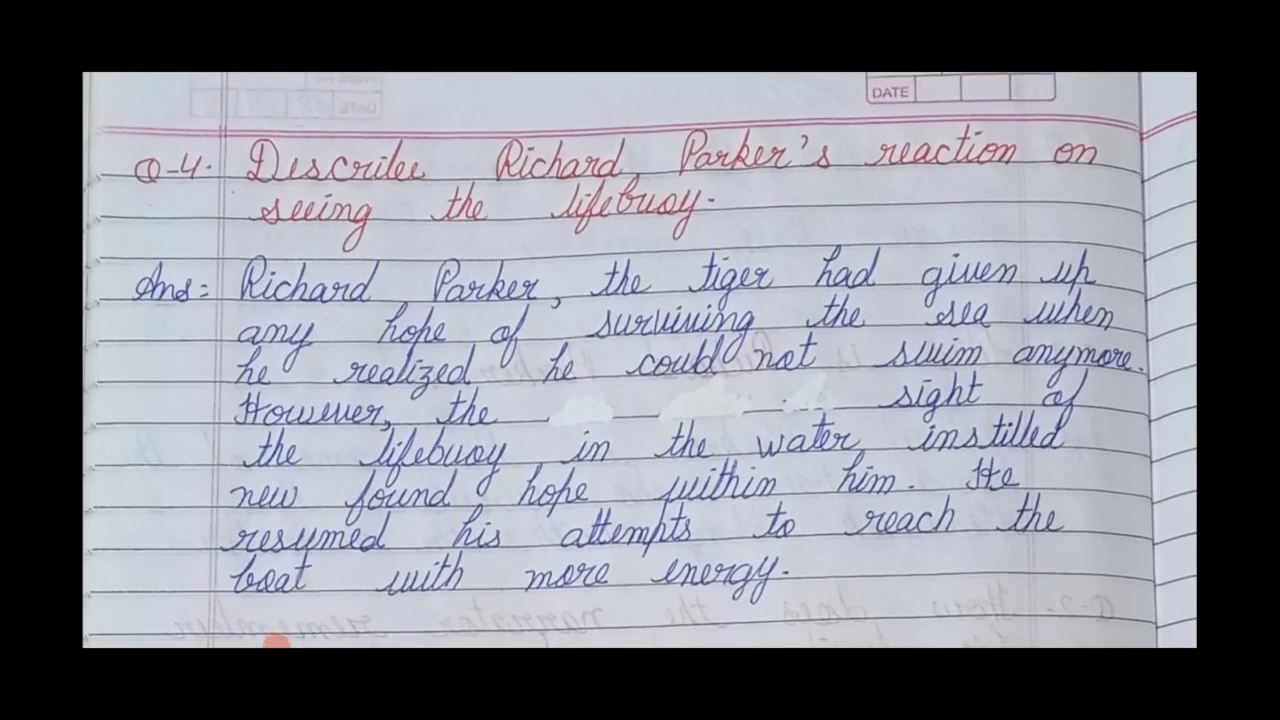 DATE
Q-4. Describe Richard Parker's reaction on
seeing the lifebuoy.
Ans: Richard Parker, the tiger had given up
any hope of surviving the sea when
he realized he could not swim anymore.
However, the sight of
the lifebuoy in the water instilled
new found hope within him. He
resumed his attempts to reach the
boat with more energy.